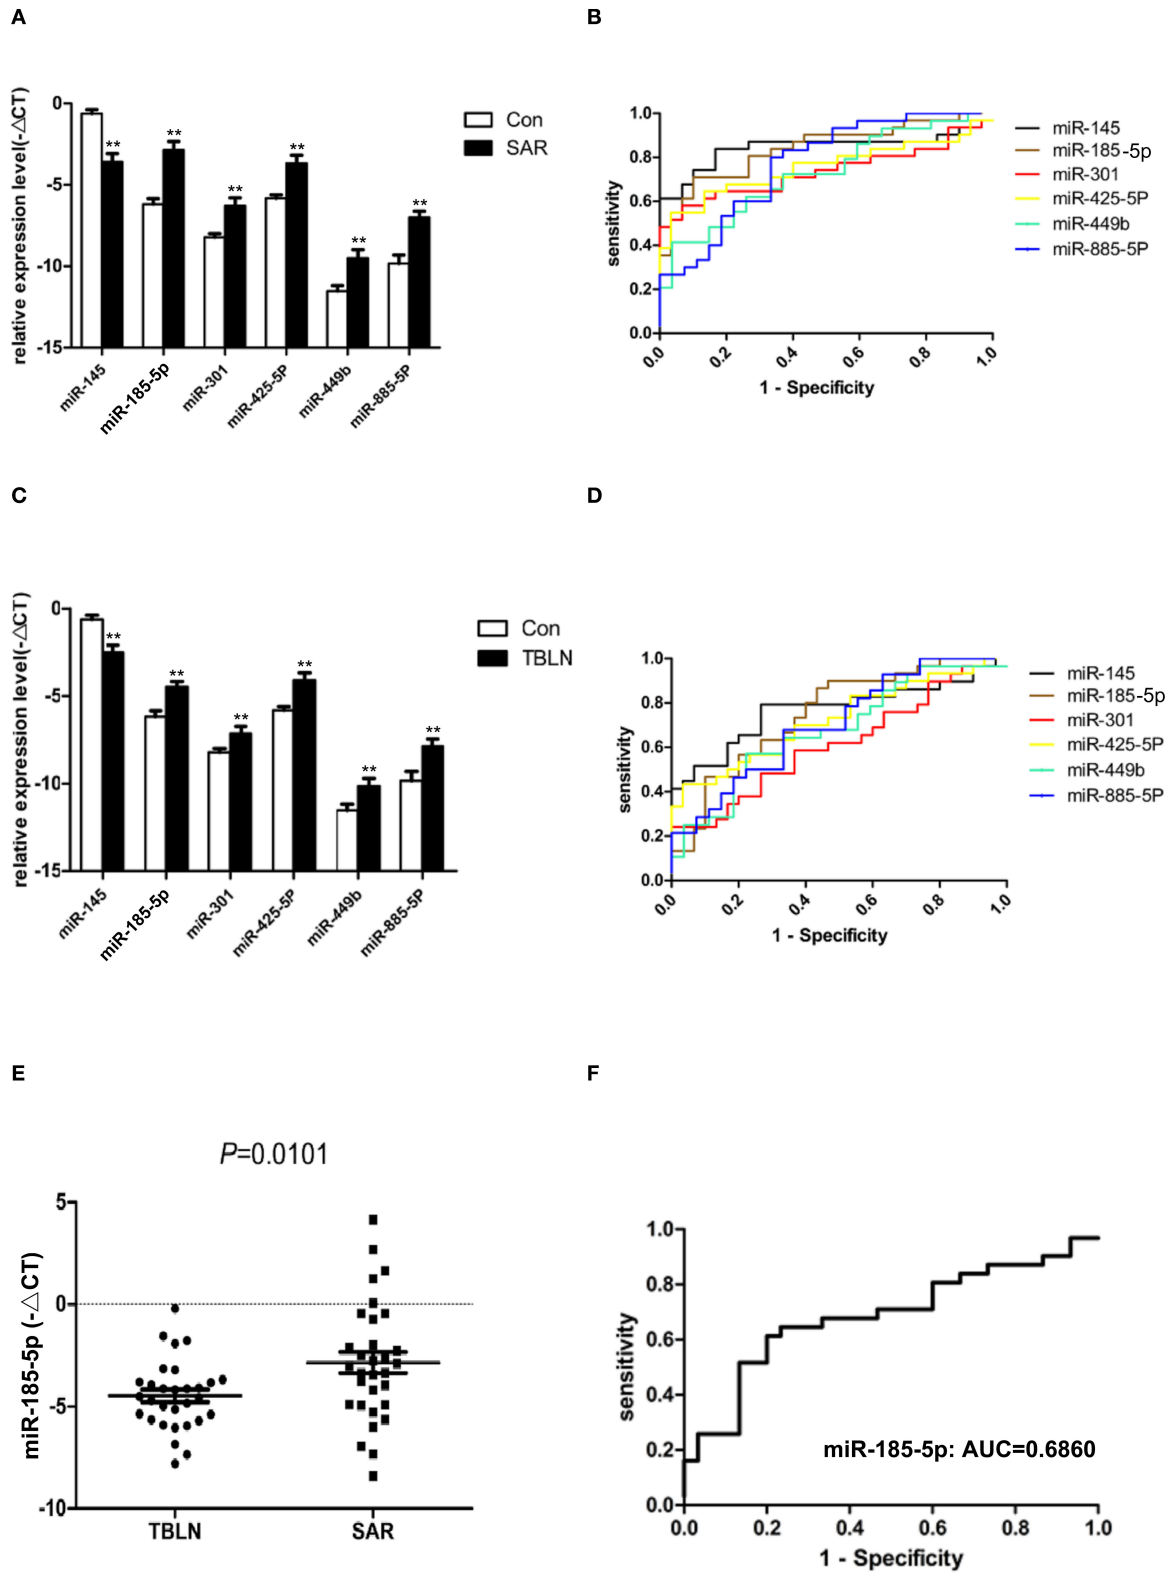 A
relative expression level(-△CT)
0
-5
-10
-15
**
**
**
**
**
**
Con
SAR
miR-145
miR-185-5p
miR-301
miR-425-5P
miR-449b
miR-885-5P
B
sensitivity
1.0
0.8
0.6
0.4
0.2
0.0
0.0
0.2
0.4
0.6
0.8
1.0
1 - Specificity
miR-145
miR-185-5p
miR-301
miR-425-5P
miR-449b
miR-885-5P
C
relative expression level(-△CT)
0
-5
-10
-15
**
**
**
**
**
**
Con
TBLN
miR-145
miR-185-5p
miR-301
miR-425-5P
miR-449b
miR-885-5P
D
sensitivity
1.0
0.8
0.6
0.4
0.2
0.0
0.0
0.2
0.4
0.6
0.8
1.0
1 - Specificity
miR-145
miR-185-5p
miR-301
miR-425-5P
miR-449b
miR-885-5P
E
P=0.0101
miR-185-5p (-△CT)
5
0
-5
-10
TBLN
SAR
F
sensitivity
1.0
0.8
0.6
0.4
0.2
0.0
miR-185-5p: AUC=0.6860
0.0
0.2
0.4
0.6
0.8
1.0
1 - Specificity